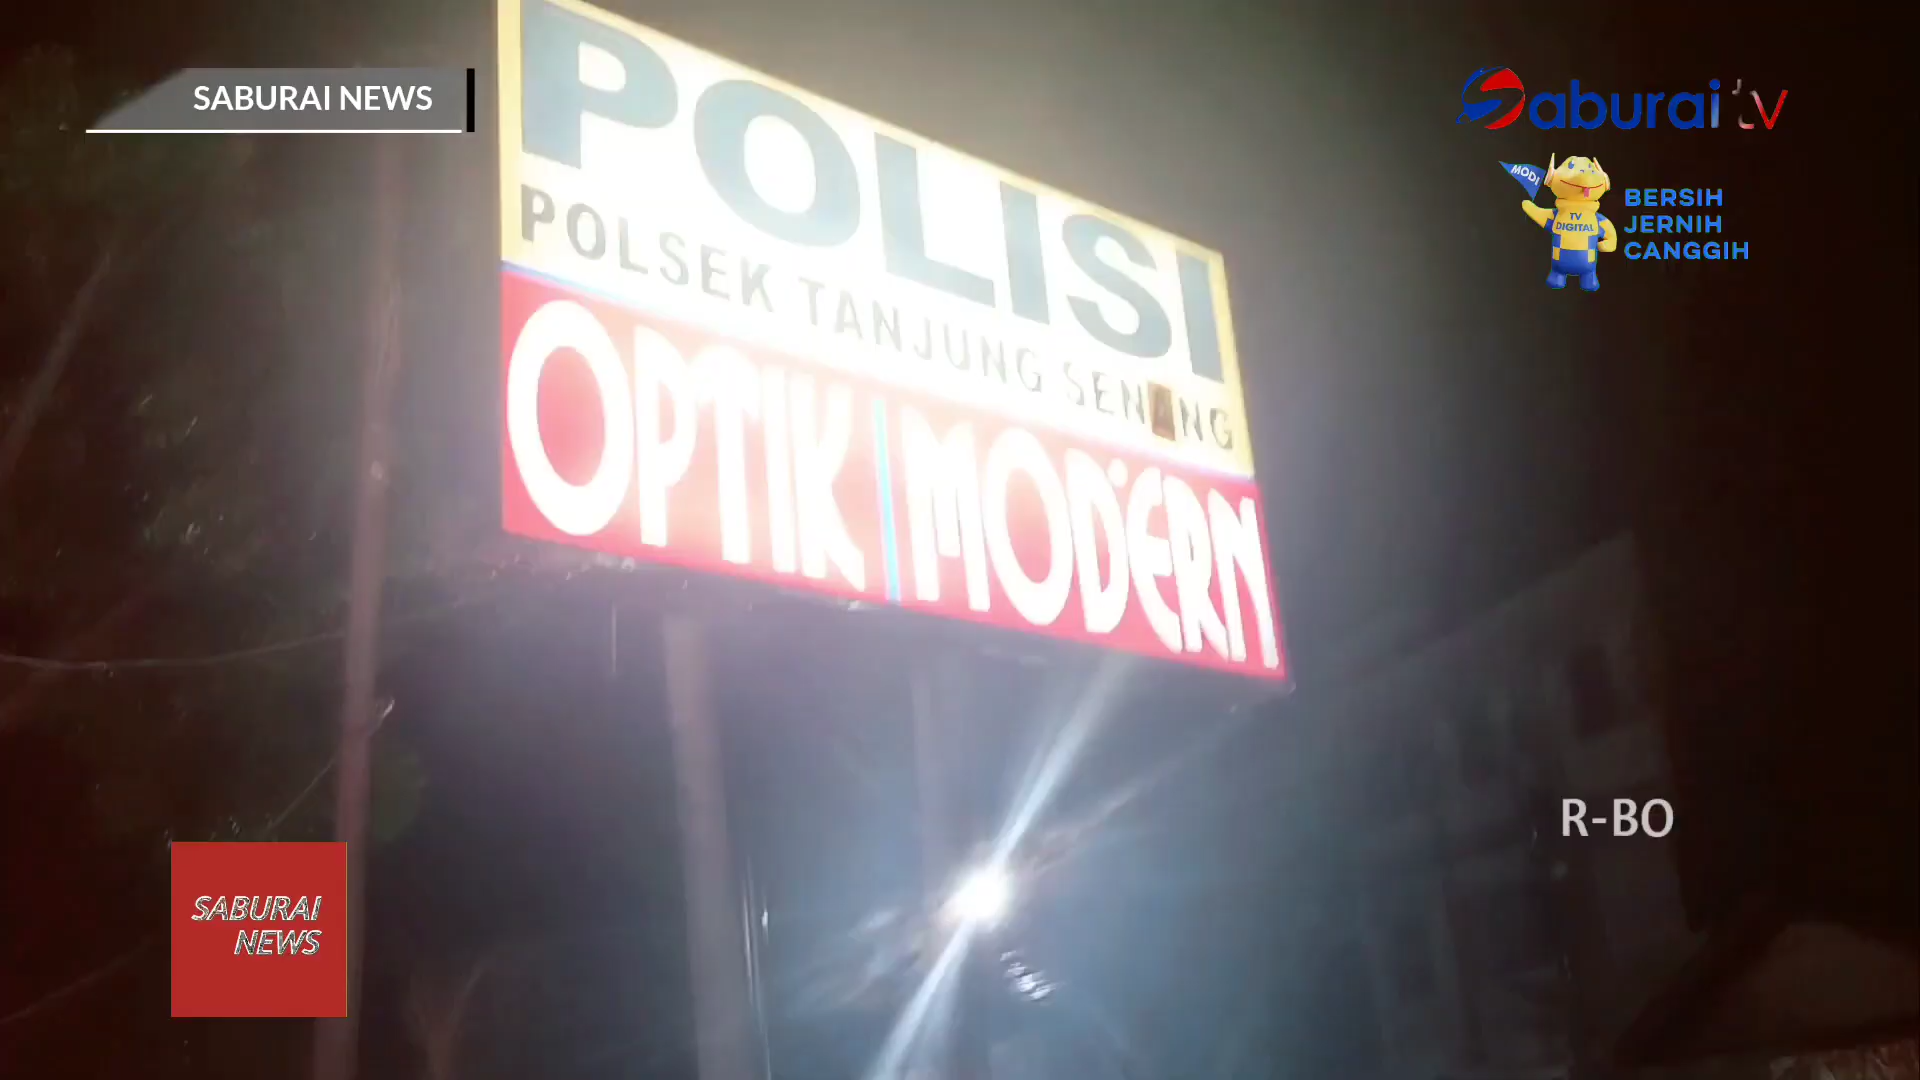 SABURAI NEWS
Saburai tv
MODI
TV
DIGITAL
BERSIH
JERNIH
CANGGIH
POLISI
POLSEK TANJUNG SENANG
OPTIK MODERN
R-BO
SABURAI
NEWS